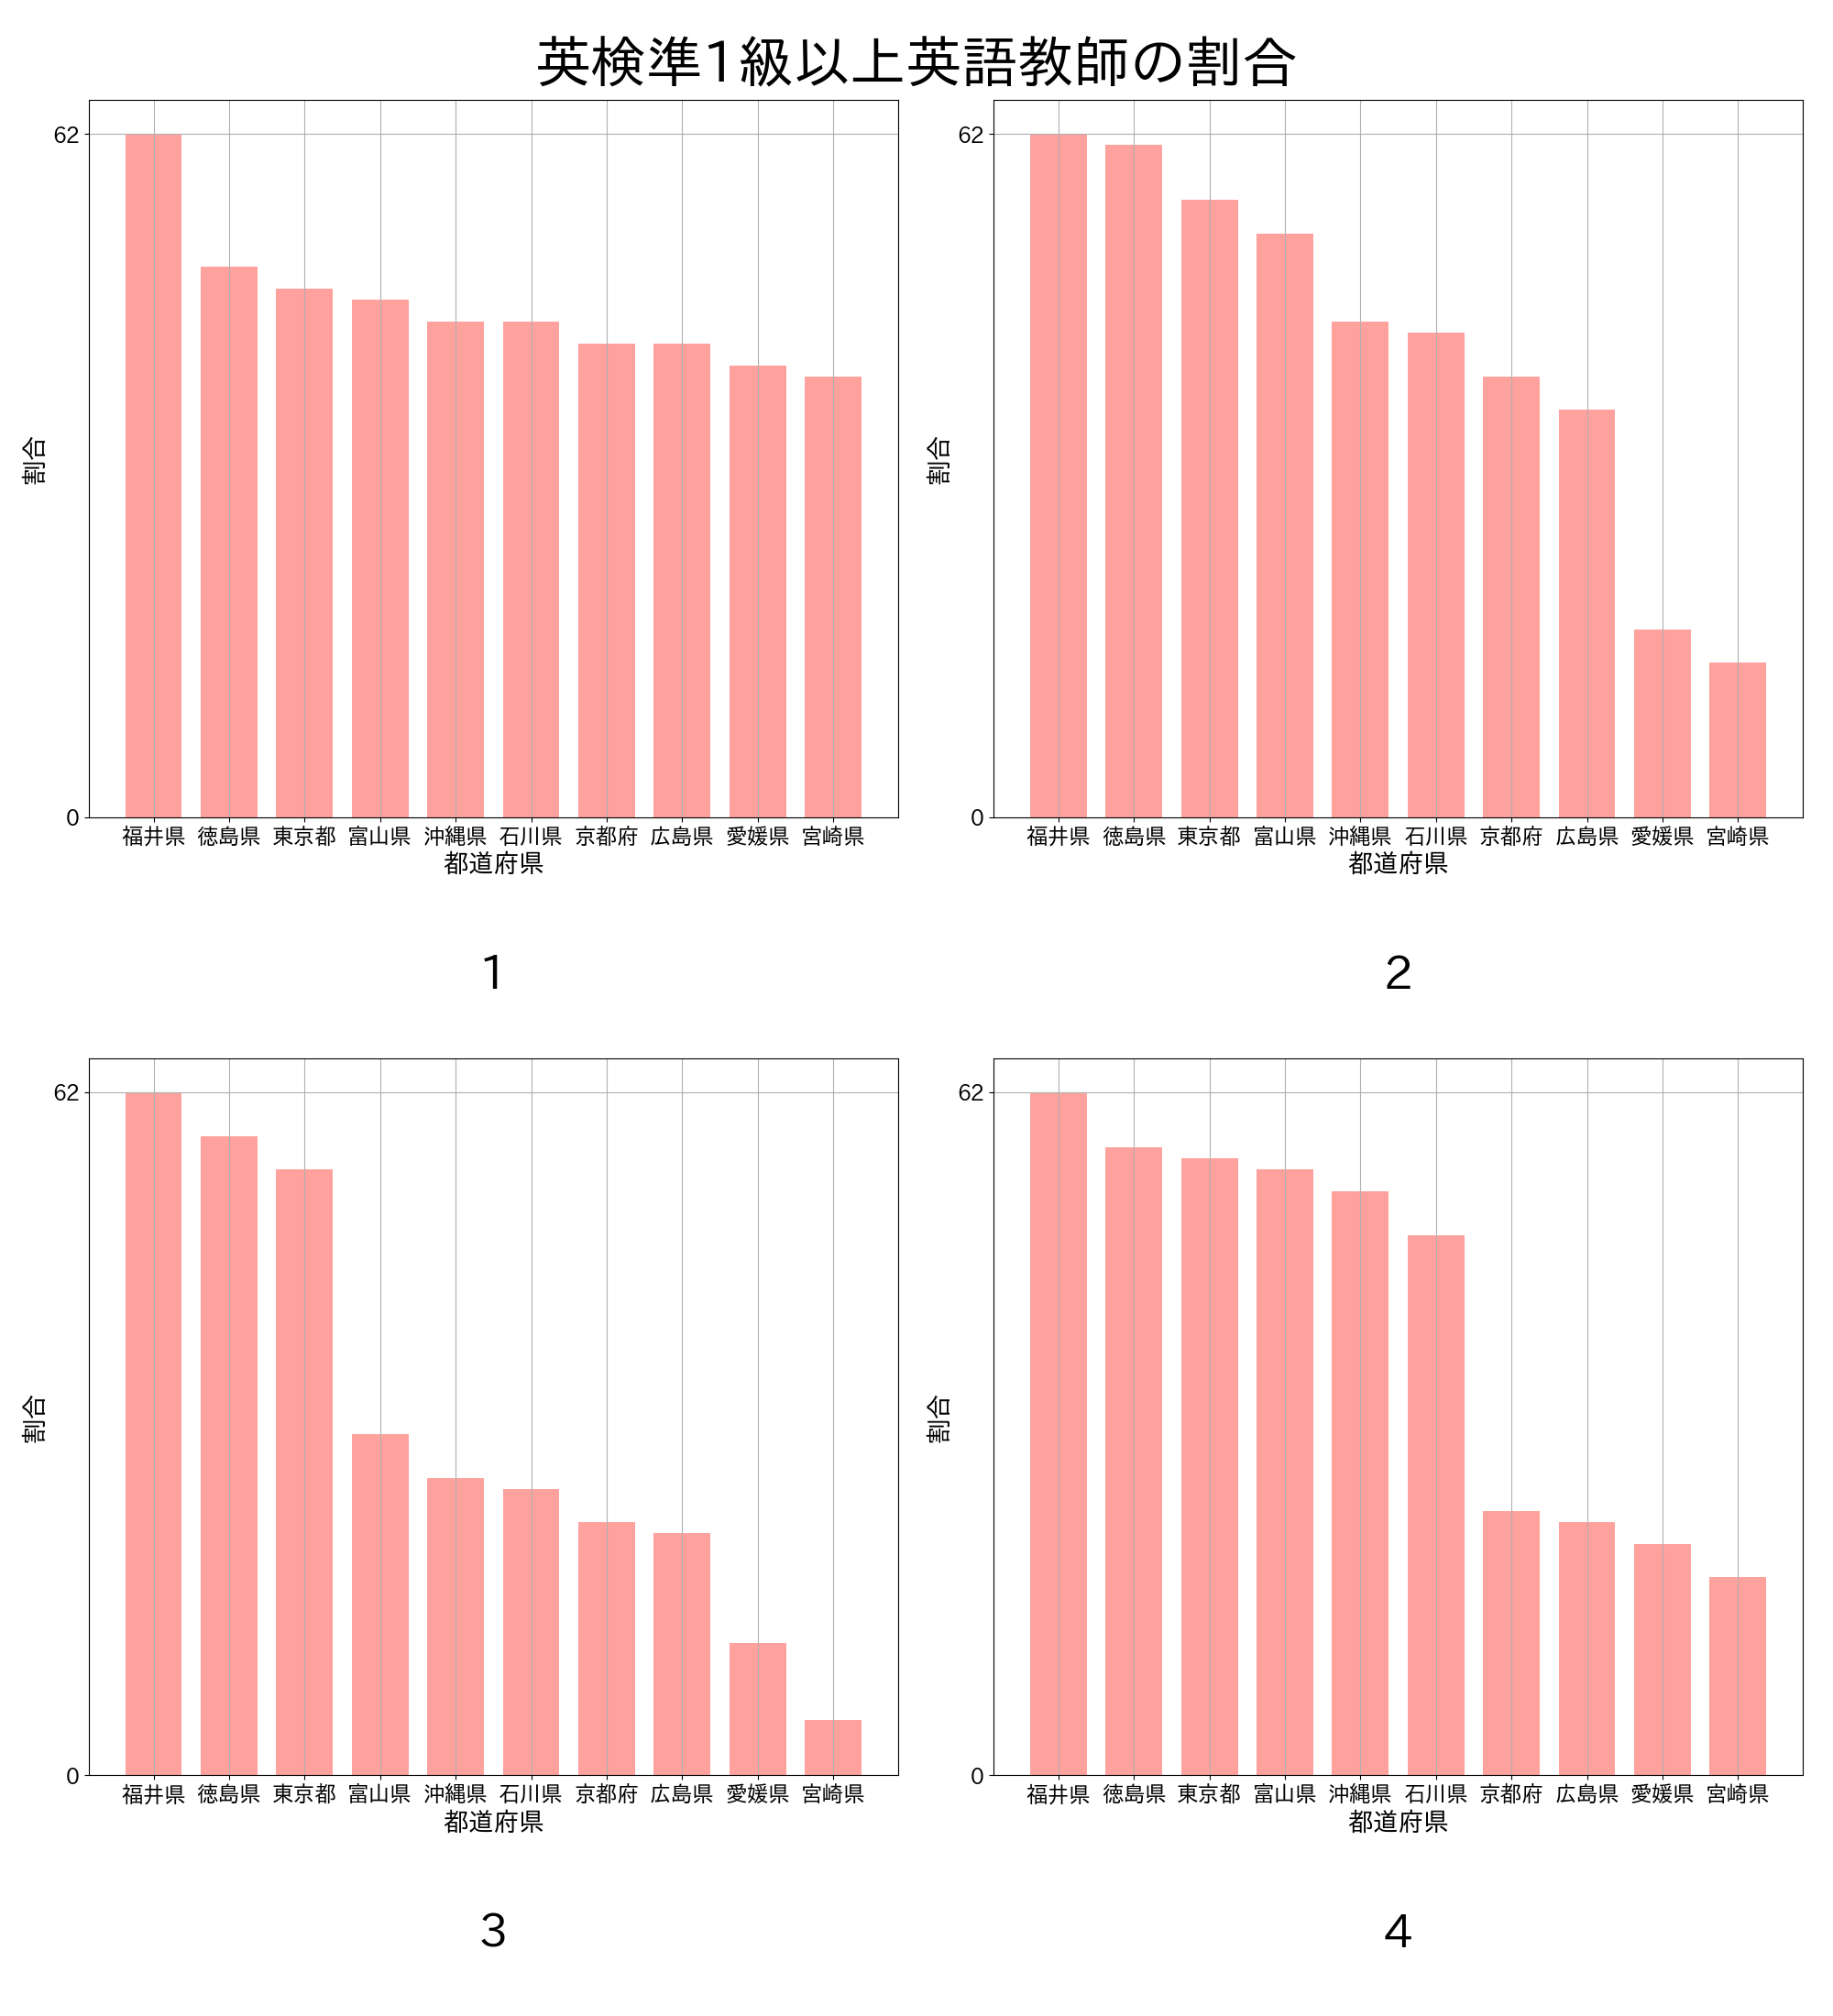 英検準1級以上英語教師の割合
62
0
割合
福井県 徳島県 東京都 富山県 沖縄県 石川県 京都府 広島県 愛媛県 宮崎県
都道府県
1
62
0
割合
福井県 徳島県 東京都 富山県 沖縄県 石川県 京都府 広島県 愛媛県 宮崎県
都道府県
2
62
0
割合
福井県 徳島県 東京都 富山県 沖縄県 石川県 京都府 広島県 愛媛県 宮崎県
都道府県
3
62
0
割合
福井県 徳島県 東京都 富山県 沖縄県 石川県 京都府 広島県 愛媛県 宮崎県
都道府県
4